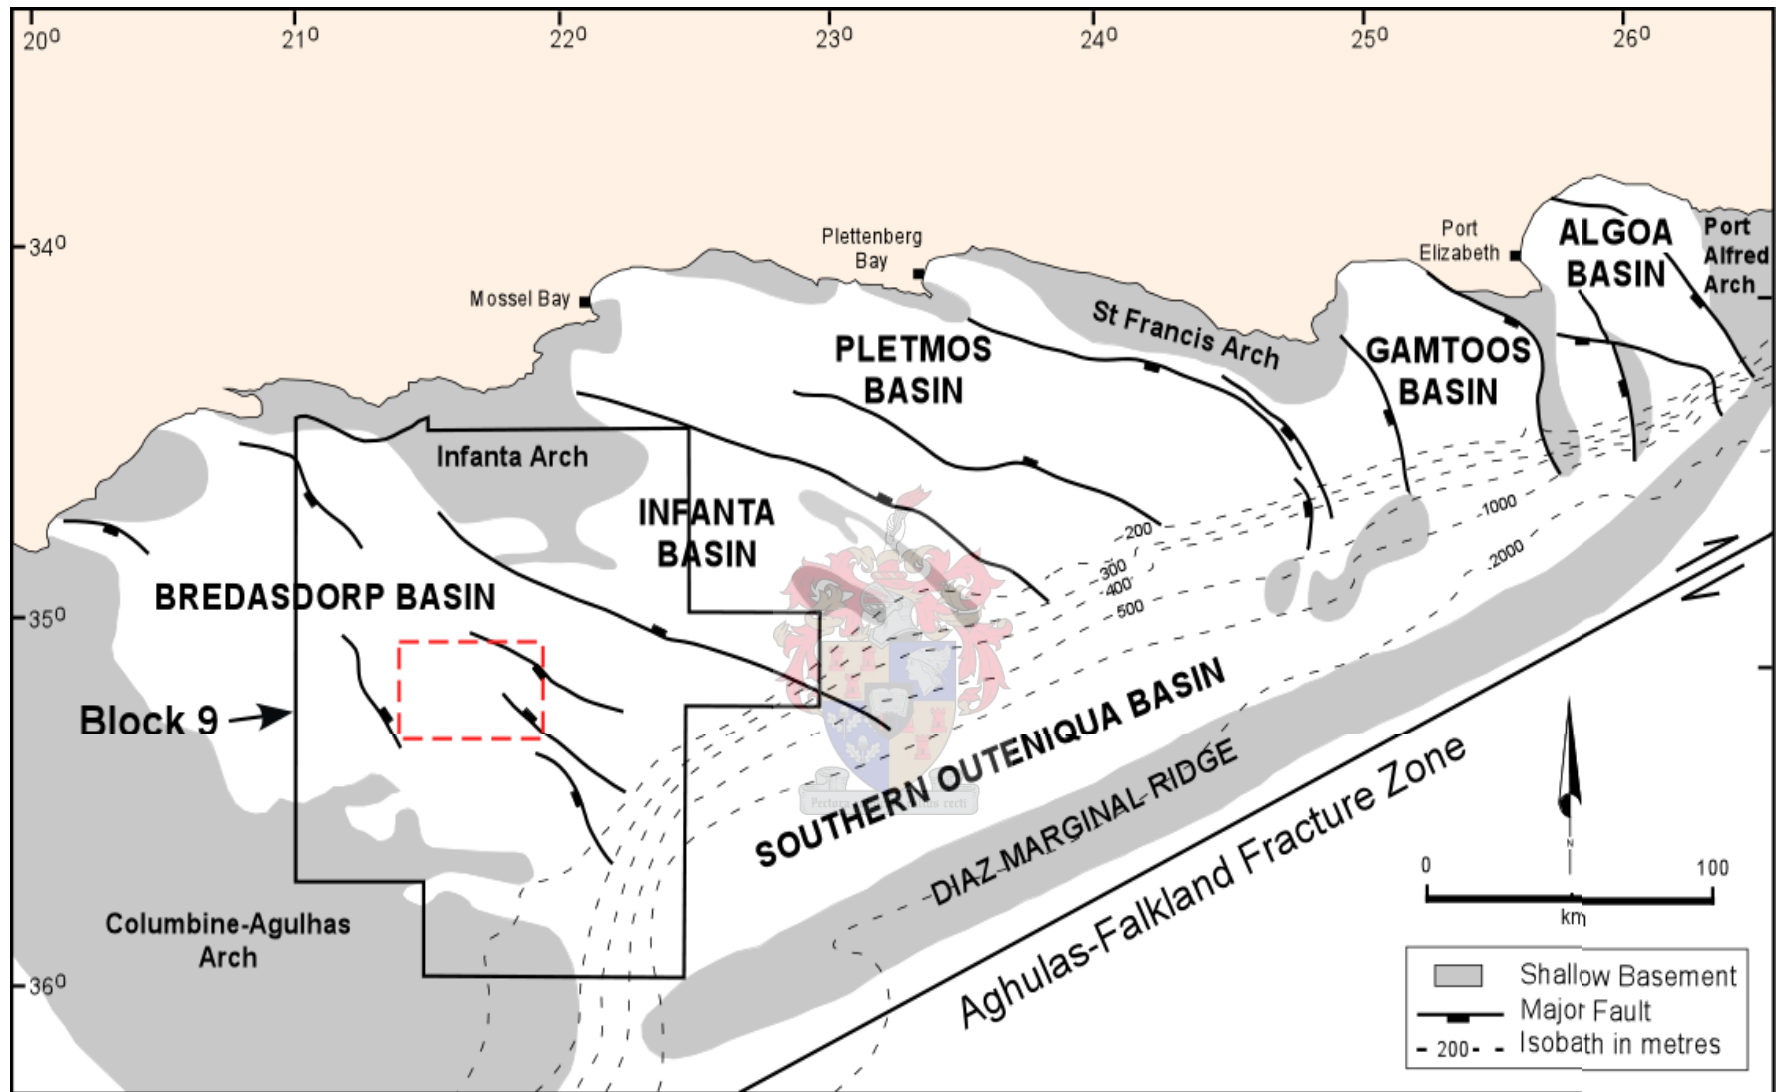 20⁰ 21⁰ 22⁰ 23⁰ 24⁰ 25⁰ 26⁰
34⁰
35⁰
36⁰
Mossel Bay
Plettenberg
Bay
Port
Elizabeth
ALGOA
BASIN
Port
Alfred
Arch
St Francis Arch
PLETMOS
BASIN
GAMTOOS
BASIN
Infanta Arch
INFANTA
BASIN
BREDASDORP BASIN
Block 9
200
300
400
500
1000
2000
SOUTHERN OUTENIQUA BASIN
DIAZ MARGINAL RIDGE
Aghulas-Falkland Fracture Zone
Columbine-Agulhas
Arch
N
0 100
km
Shallow Basement
Major Fault
200 Isobath in metres